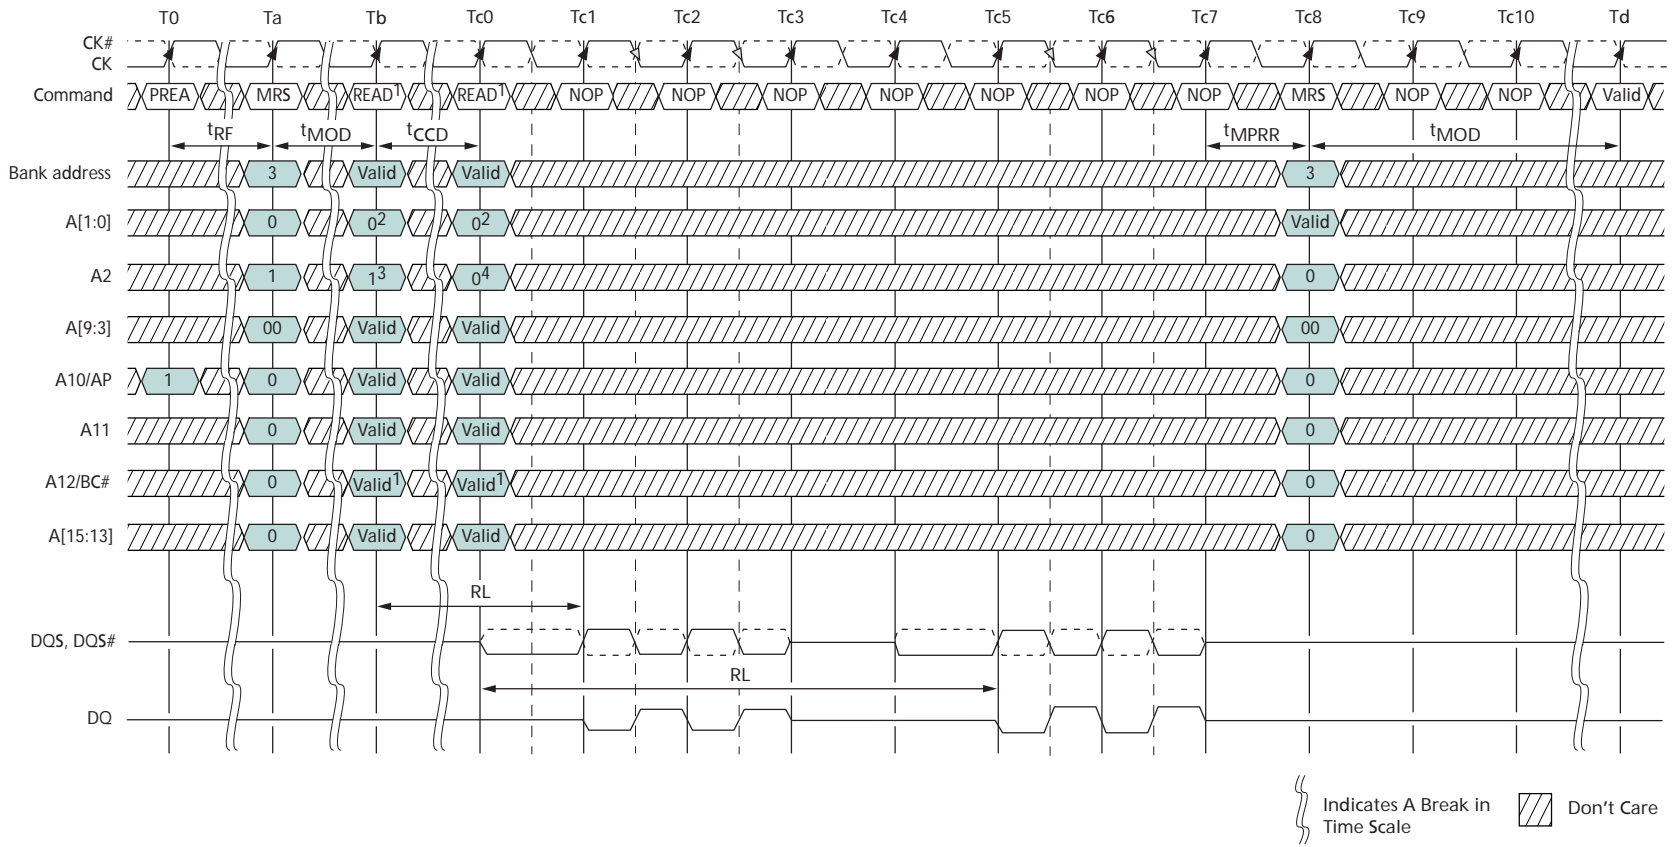 T0 Ta Tb Tc0 Tc1 Tc2 Tc3 Tc4 Tc5 Tc6 Tc7 Tc8 Tc9 Tc10 Td
CK#
CK
Command PREA MRS READ1 READ1 NOP NOP NOP NOP NOP NOP NOP MRS NOP NOP Valid
tRF tMOD tCCD tMPRR tMOD
Bank address 3 Valid Valid 3
A[1:0] 0 02 02 Valid
A2 1 13 04 0
A[9:3] 00 Valid Valid 00
A10/AP 1 0 Valid Valid 0
A11 0 Valid Valid 0
A12/BC# 0 Valid1 Valid1 0
A[15:13] 0 Valid Valid 0
RL
DQS, DQS#
RL
DQ
Indicates A Break in
Time Scale
Don't Care